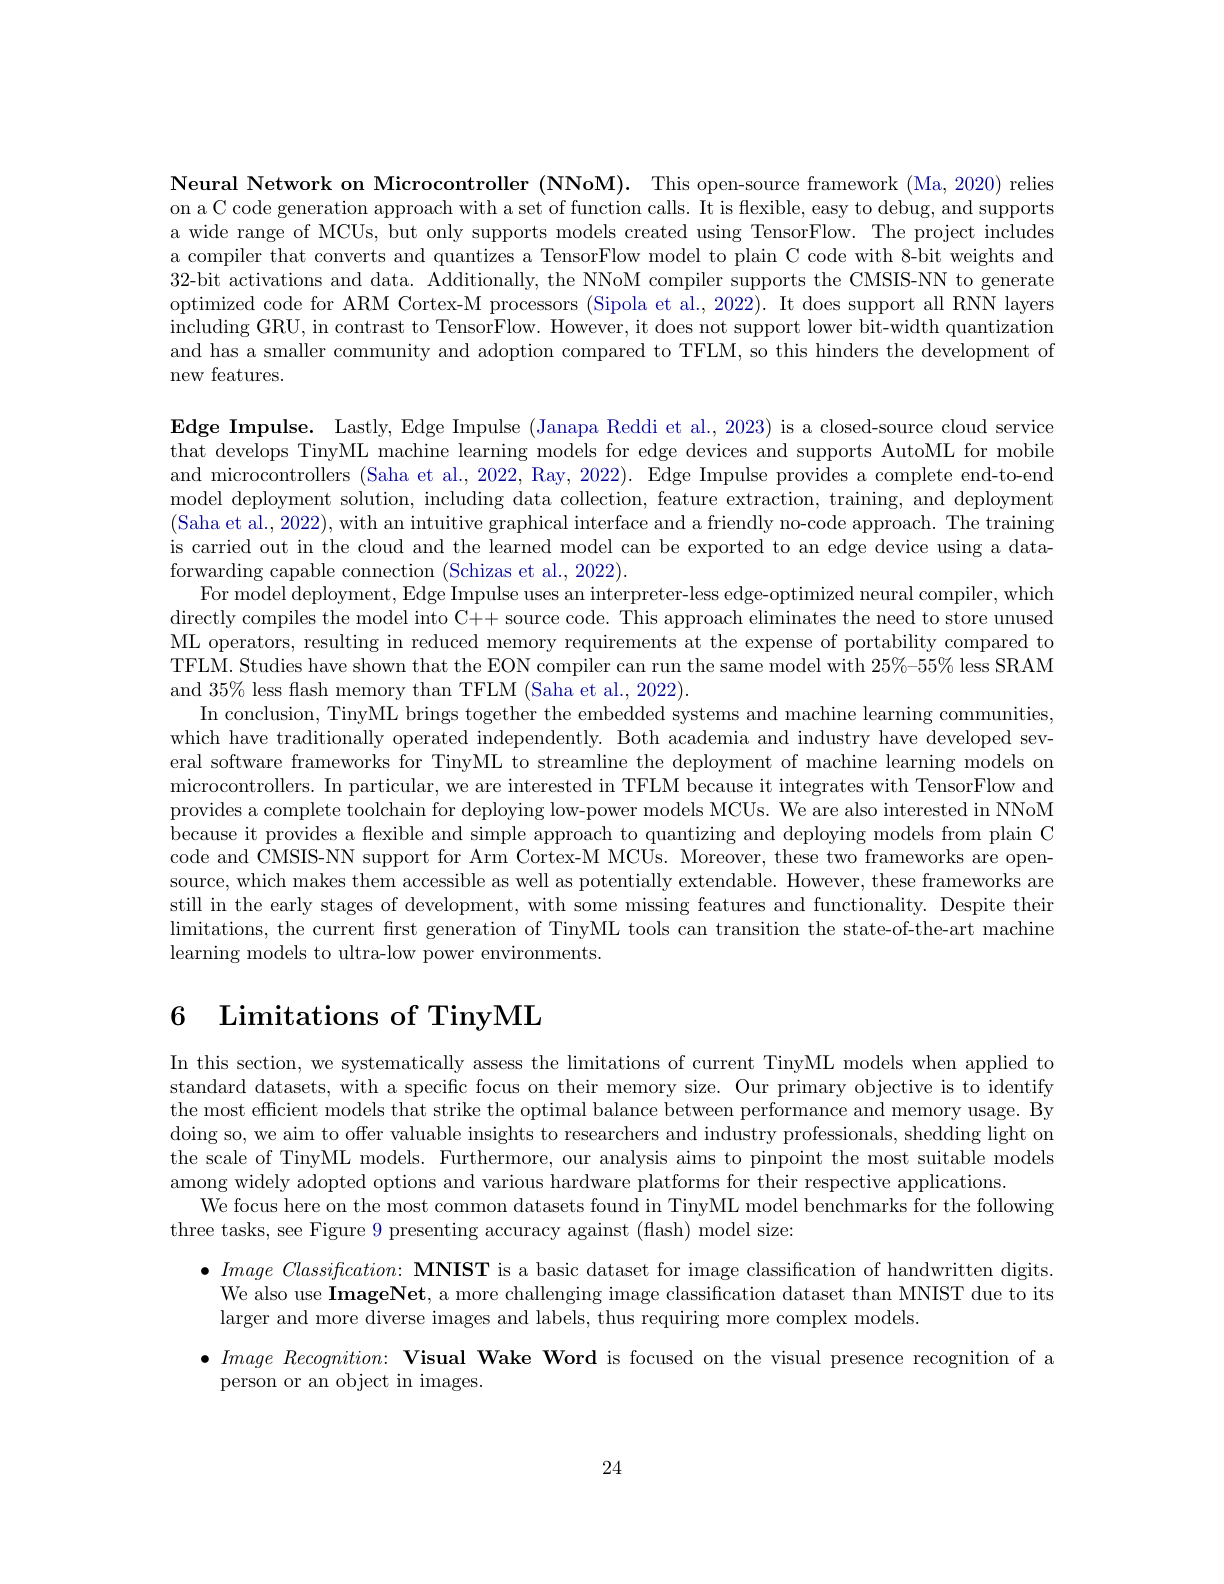 Neural Network on Microcontroller (NNoM). This open-source framework (Ma, 2020) relies
on a C code generation approach with a set of function calls. It is flexible, easy to debug, and supports
a wide range of MCUs, but only supports models created using TensorFlow. The project includes
a compiler that converts and quantizes a TensorFlow model to plain C code with 8-bit weights and
32-bit activations and data. Additionally, the NNoM compiler supports the CMSIS-NN to generate
optimized code for ARM Cortex-M processors (Sipola et al., 2022). It does support all RNN layers
including GRU, in contrast to TensorFlow. However, it does not support lower bit-width quantization
and has a smaller community and adoption compared to TFLM, so this hinders the development of
new features.
Edge Impulse. Lastly, Edge Impulse (Janapa Reddi et al., 2023) is a closed-source cloud service
that develops TinyML machine learning models for edge devices and supports AutoML for mobile
and microcontrollers (Saha et al., 2022, Ray, 2022). Edge Impulse provides a complete end-to-end
model deployment solution, including data collection, feature extraction, training, and deployment
(Saha et al., 2022), with an intuitive graphical interface and a friendly no-code approach. The training
is carried out in the cloud and the learned model can be exported to an edge device using a data-
forwarding capable connection (Schizas et al., 2022).
For model deployment, Edge Impulse uses an interpreter-less edge-optimized neural compiler, which
directly compiles the model into C++ source code. This approach eliminates the need to store unused
ML operators, resulting in reduced memory requirements at the expense of portability compared to
TFLM. Studies have shown that the EON compiler can run the same model with 25%–55% less SRAM
and 35% less flash memory than TFLM (Saha et al., 2022).
In conclusion, TinyML brings together the embedded systems and machine learning communities,
which have traditionally operated independently. Both academia and industry have developed sev-
eral software frameworks for TinyML to streamline the deployment of machine learning models on
microcontrollers. In particular, we are interested in TFLM because it integrates with TensorFlow and
provides a complete toolchain for deploying low-power models MCUs. We are also interested in NNoM
because it provides a flexible and simple approach to quantizing and deploying models from plain C
code and CMSIS-NN support for Arm Cortex-M MCUs. Moreover, these two frameworks are open-
source, which makes them accessible as well as potentially extendable. However, these frameworks are
still in the early stages of development, with some missing features and functionality. Despite their
limitations, the current first generation of TinyML tools can transition the state-of-the-art machine
learning models to ultra-low power environments.
6 Limitations of TinyML
In this section, we systematically assess the limitations of current TinyML models when applied to
standard datasets, with a specific focus on their memory size. Our primary objective is to identify
the most efficient models that strike the optimal balance between performance and memory usage. By
doing so, we aim to offer valuable insights to researchers and industry professionals, shedding light on
the scale of TinyML models. Furthermore, our analysis aims to pinpoint the most suitable models
among widely adopted options and various hardware platforms for their respective applications.
We focus here on the most common datasets found in TinyML model benchmarks for the following
three tasks, see Figure 9 presenting accuracy against (flash) model size:
• Image Classification: MNIST is a basic dataset for image classification of handwritten digits.
We also use ImageNet, a more challenging image classification dataset than MNIST due to its
larger and more diverse images and labels, thus requiring more complex models.
• Image Recognition: Visual Wake Word is focused on the visual presence recognition of a
person or an object in images.
24